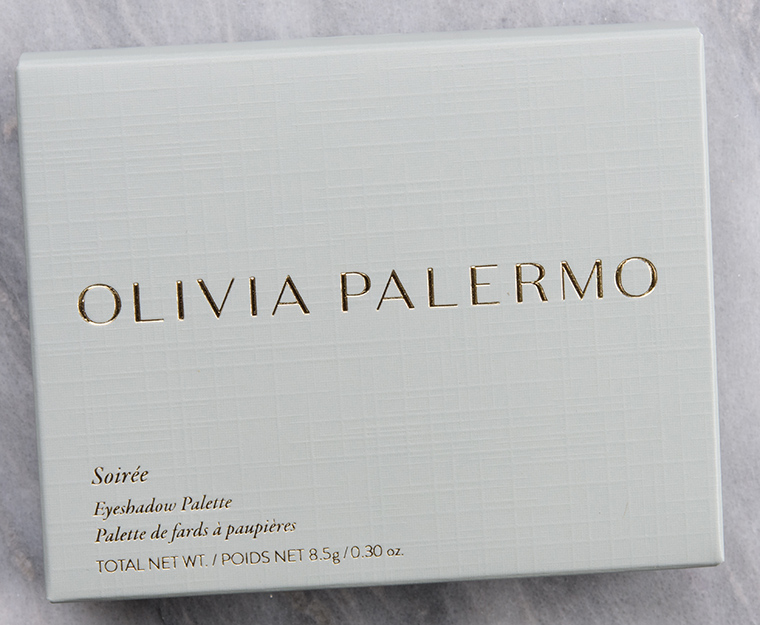 OLIVIA PALERMO
Soirée
Eyeshadow Palette
Palette de fards à paupières
TOTAL NET WT. / POIDS NET 8.5g / 0.30 oz.